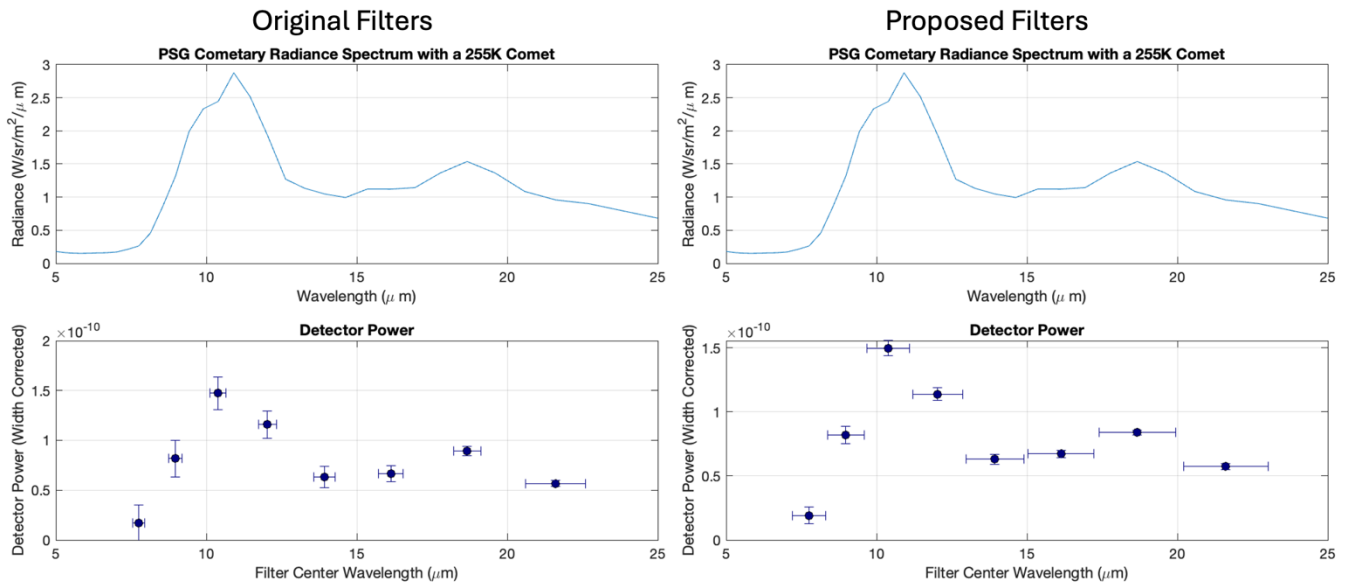 Original Filters
PSG Cometary Radiance Spectrum with a 255K Comet
Radiance (W/sr/m²/μ m)
3
2.5
2
1.5
1
0.5
0
5 10 15 20 25
Wavelength (μ m)
Detector Power
×10⁻¹⁰
Detector Power (Width Corrected)
2
1.5
1
0.5
0
5 10 15 20 25
Filter Center Wavelength (μm)
Proposed Filters
PSG Cometary Radiance Spectrum with a 255K Comet
Radiance (W/sr/m²/μ m)
3
2.5
2
1.5
1
0.5
0
5 10 15 20 25
Wavelength (μ m)
Detector Power
×10⁻¹⁰
Detector Power (Width Corrected)
1.5
1
0.5
0
5 10 15 20 25
Filter Center Wavelength (μm)